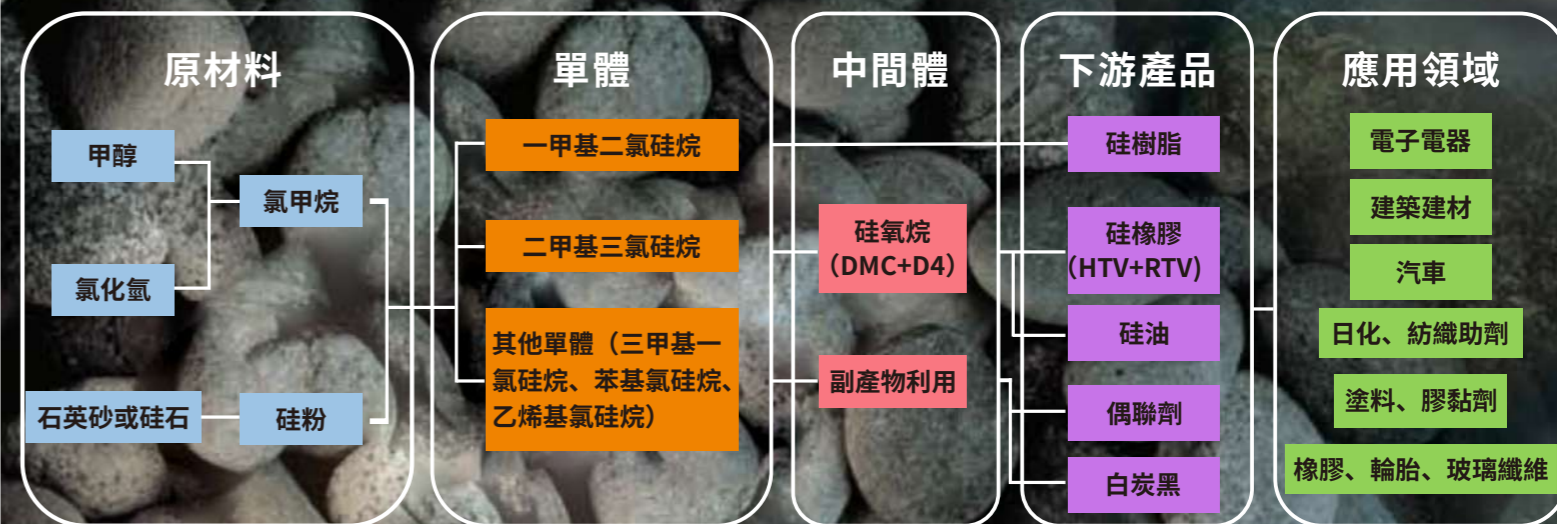 原材料
甲醇
氯甲烷
氯化氫
石英砂或硅石
硅粉
單體
一甲基二氯硅烷
二甲基三氯硅烷
其他單體（三甲基一
氯硅烷、苯基氯硅烷、
乙烯基氯硅烷）
中間體
硅氧烷
（DMC+D4）
副產物利用
下游產品
硅樹脂
硅橡膠
（HTV+RTV）
硅油
偶聯劑
白炭黑
應用領域
電子電器
建築建材
汽車
日化、紡織助劑
塗料、膠黏劑
橡膠、輪胎、玻璃纖維